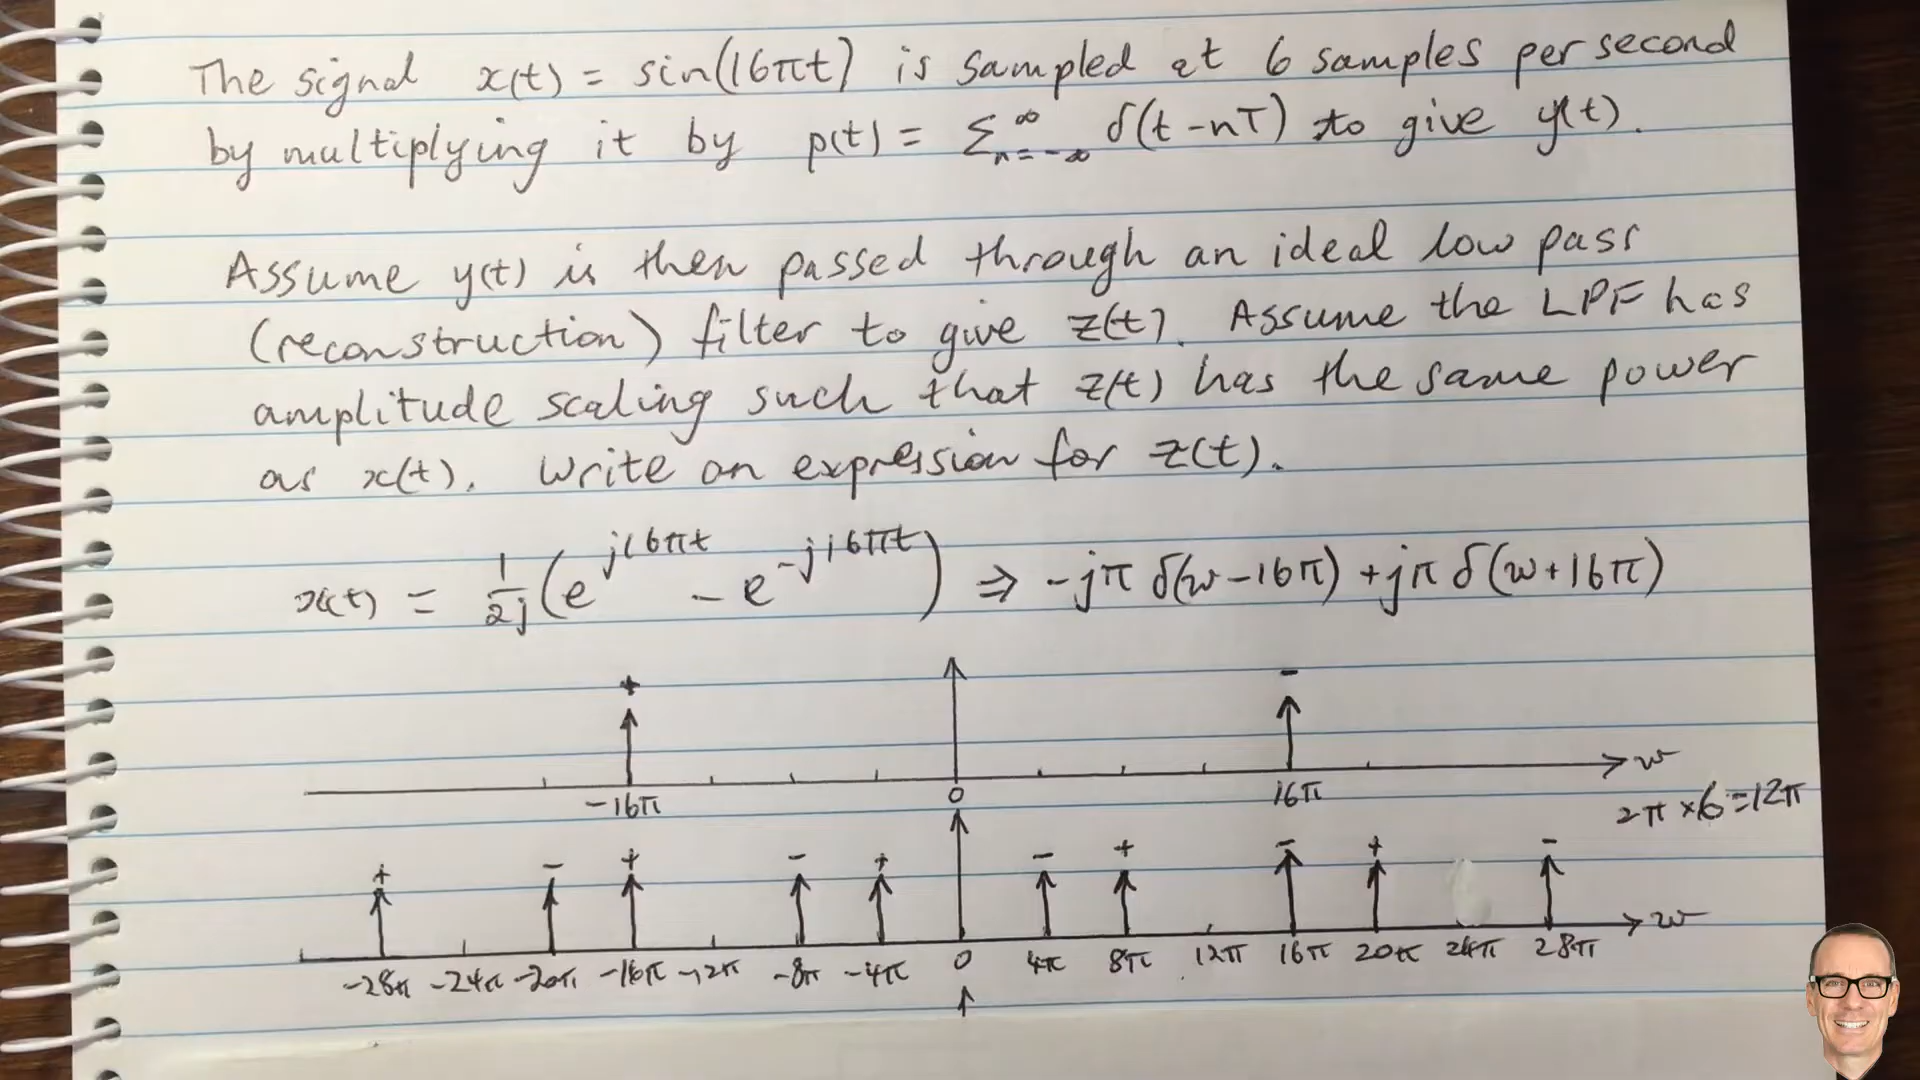 The signal x(t) = sin(16πt) is sampled at 6 samples per second
by multiplying it by p(t) = Σ_{n=-∞}^{∞} δ(t-nT) to give y(t).
Assume y(t) is then passed through an ideal low pass
(reconstruction) filter to give z(t). Assume the LPF has
amplitude scaling such that z(t) has the same power
as x(t). Write an expression for z(t).
x(t) = 1/2j (e^{j16πt} - e^{-j16πt}) ⇒ -jπ δ(w-16π) + jπ δ(w+16π)
+ -
w
-16π 0 16π
2π×6=12π
+ - + - + - + - + -
w
-28π -24π -20π -16π -12π -8π -4π 0 4π 8π 12π 16π 20π 24π 28π